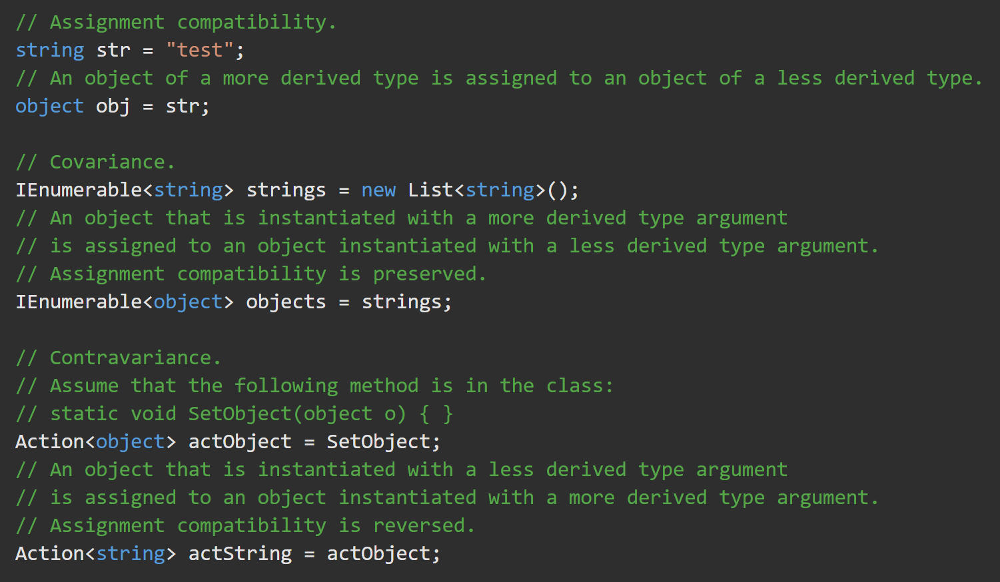 // Assignment compatibility.
string str = "test";
// An object of a more derived type is assigned to an object of a less derived type.
object obj = str;

// Covariance.
IEnumerable<string> strings = new List<string>();
// An object that is instantiated with a more derived type argument
// is assigned to an object instantiated with a less derived type argument.
// Assignment compatibility is preserved.
IEnumerable<object> objects = strings;

// Contravariance.
// Assume that the following method is in the class:
// static void SetObject(object o) { }
Action<object> actObject = SetObject;
// An object that is instantiated with a less derived type argument
// is assigned to an object instantiated with a more derived type argument.
// Assignment compatibility is reversed.
Action<string> actString = actObject;